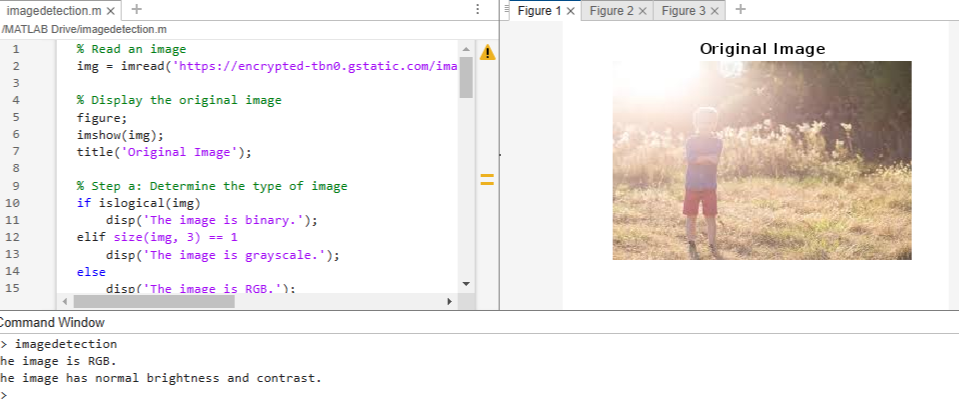 imagedetection.m × +
/MATLAB Drive/imagedetection.m
1 % Read an image
2 img = imread('https://encrypted-tbn0.gstatic.com/ima
3
4 % Display the original image
5 figure;
6 imshow(img);
7 title('Original Image');
8
9 % Step a: Determine the type of image
10 if islogical(img)
11 disp('The image is binary.');
12 elif size(img, 3) == 1
13 disp('The image is grayscale.');
14 else
15 disp('The image is RGB.');
Figure 1 × Figure 2 × Figure 3 × +
Original Image
Command Window
> imagedetection
he image is RGB.
he image has normal brightness and contrast.
>